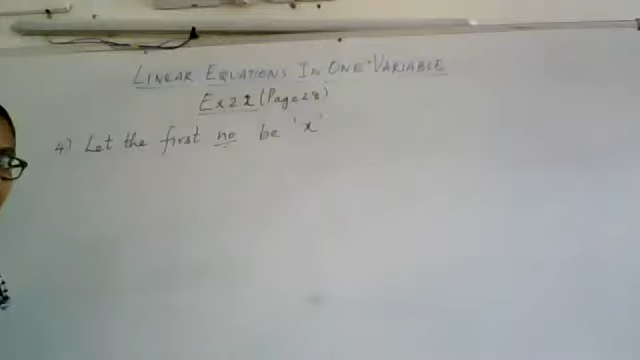 LINEAR EQUATIONS IN ONE VARIABLE
Ex 2.2 (Page 28)
4) Let the first no be 'x'